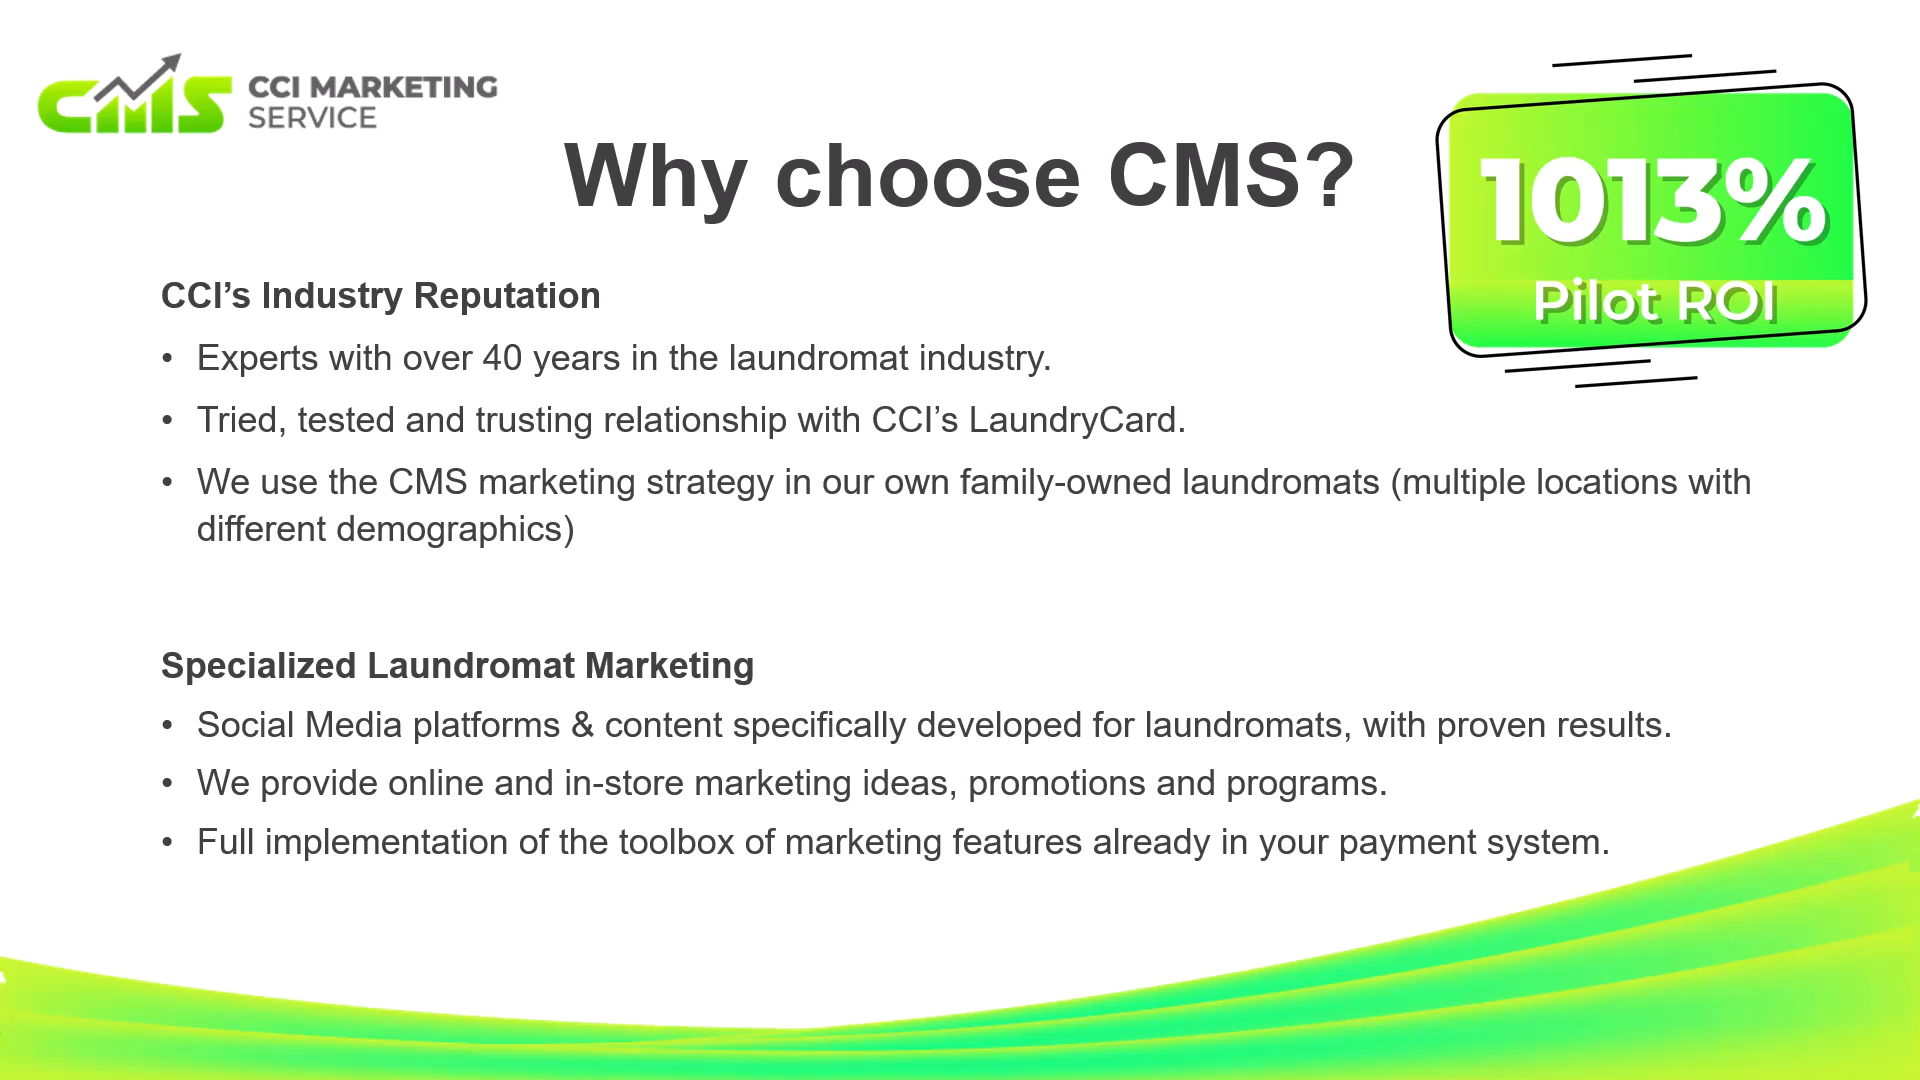 CMS CCI MARKETING
SERVICE
Why choose CMS?
1013%
Pilot ROI
CCI’s Industry Reputation
• Experts with over 40 years in the laundromat industry.
• Tried, tested and trusting relationship with CCI’s LaundryCard.
• We use the CMS marketing strategy in our own family-owned laundromats (multiple locations with
different demographics)
Specialized Laundromat Marketing
• Social Media platforms & content specifically developed for laundromats, with proven results.
• We provide online and in-store marketing ideas, promotions and programs.
• Full implementation of the toolbox of marketing features already in your payment system.